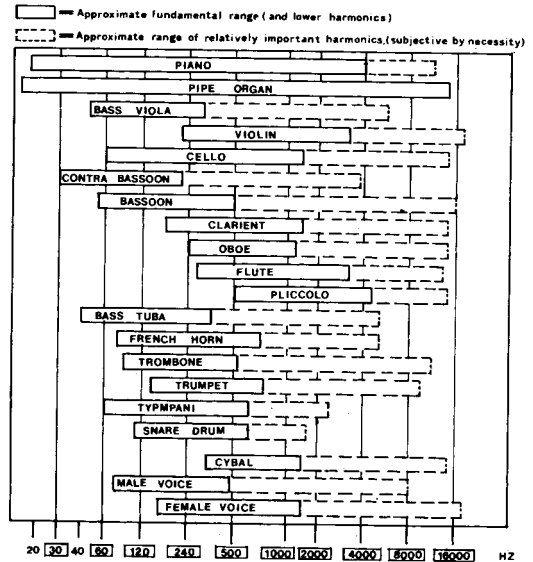 = Approximate fundamental range (and lower harmonics)
= Approximate range of relatively important harmonics, (subjective by necessity)
PIANO
PIPE ORGAN
BASS VIOLA
VIOLIN
CELLO
CONTRA BASSOON
BASSOON
CLARIENT
OBOE
FLUTE
PLICCOLO
BASS TUBA
FRENCH HORN
TROMBONE
TRUMPET
TYPMPANI
SNARE DRUM
CYBAL
MALE VOICE
FEMALE VOICE
20 30 40 60 120 240 500 1000 2000 4000 8000 16000 HZ